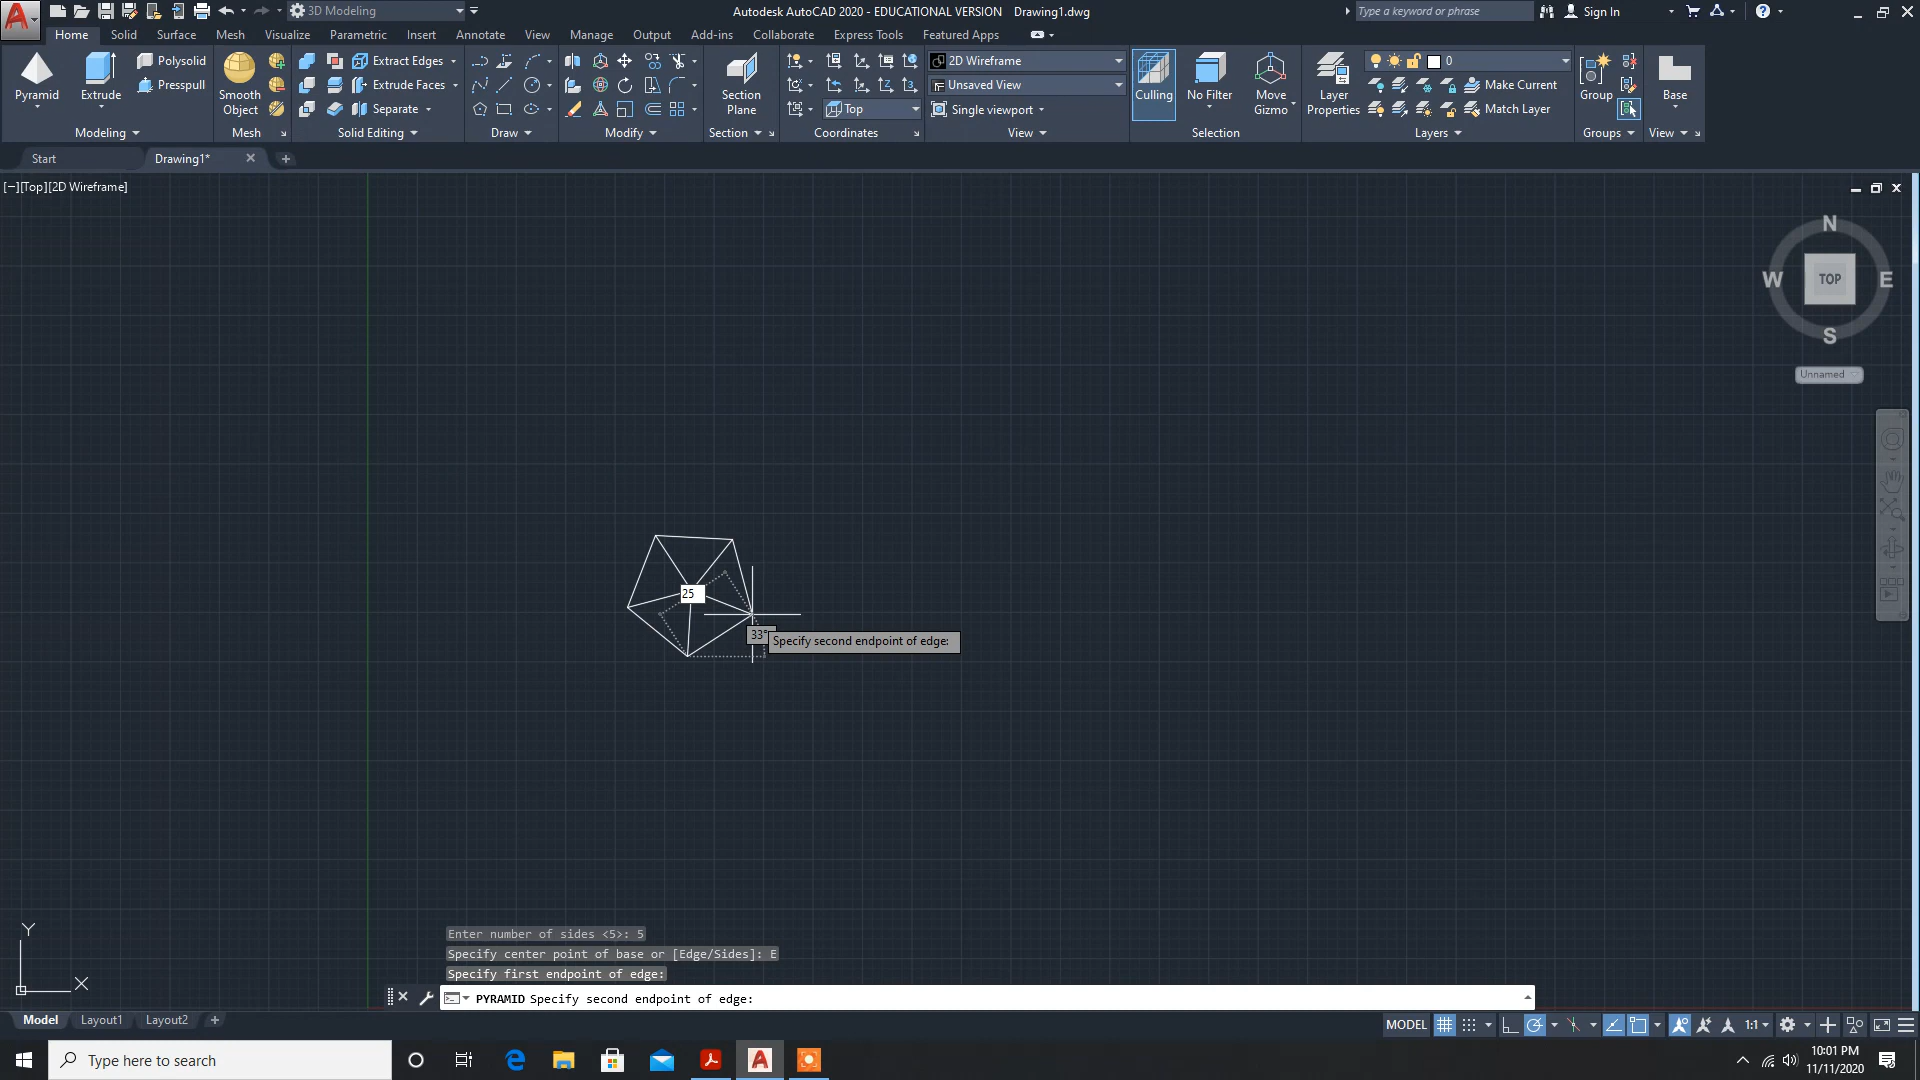 3D Modeling
Autodesk AutoCAD 2020 - EDUCATIONAL VERSION Drawing1.dwg
Type a keyword or phrase
Sign In
Home Solid Surface Mesh Visualize Parametric Insert Annotate View Manage Output Add-ins Collaborate Express Tools Featured Apps
Pyramid
Extrude
Polysolid
Presspull
Modeling
Smooth
Object
Mesh
Extract Edges
Extrude Faces
Separate
Solid Editing
Draw
Modify
Section
Plane
Section
Top
Coordinates
2D Wireframe
Unsaved View
Single viewport
View
Culling
No Filter
Move
Gizmo
Selection
Layer
Properties
0
Make Current
Match Layer
Layers
Group
Groups
Base
View
Start
Drawing1*
[−][Top][2D Wireframe]
N
W
TOP
E
S
Unnamed
25
33°
Specify second endpoint of edge:
Y
X
Enter number of sides <5>: 5
Specify center point of base or [Edge/Sides]: E
Specify first endpoint of edge:
PYRAMID Specify second endpoint of edge:
Model Layout1 Layout2
MODEL
1:1
Type here to search
10:01 PM
11/11/2020